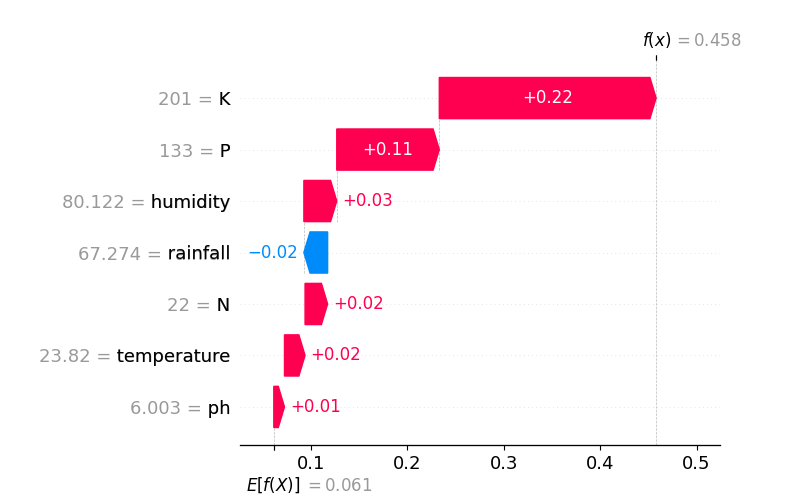 f(x) = 0.458
201 = K
+0.22
133 = P
+0.11
80.122 = humidity
+0.03
67.274 = rainfall
−0.02
22 = N
+0.02
23.82 = temperature
+0.02
6.003 = ph
+0.01
0.1 0.2 0.3 0.4 0.5
E[f(X)] = 0.061